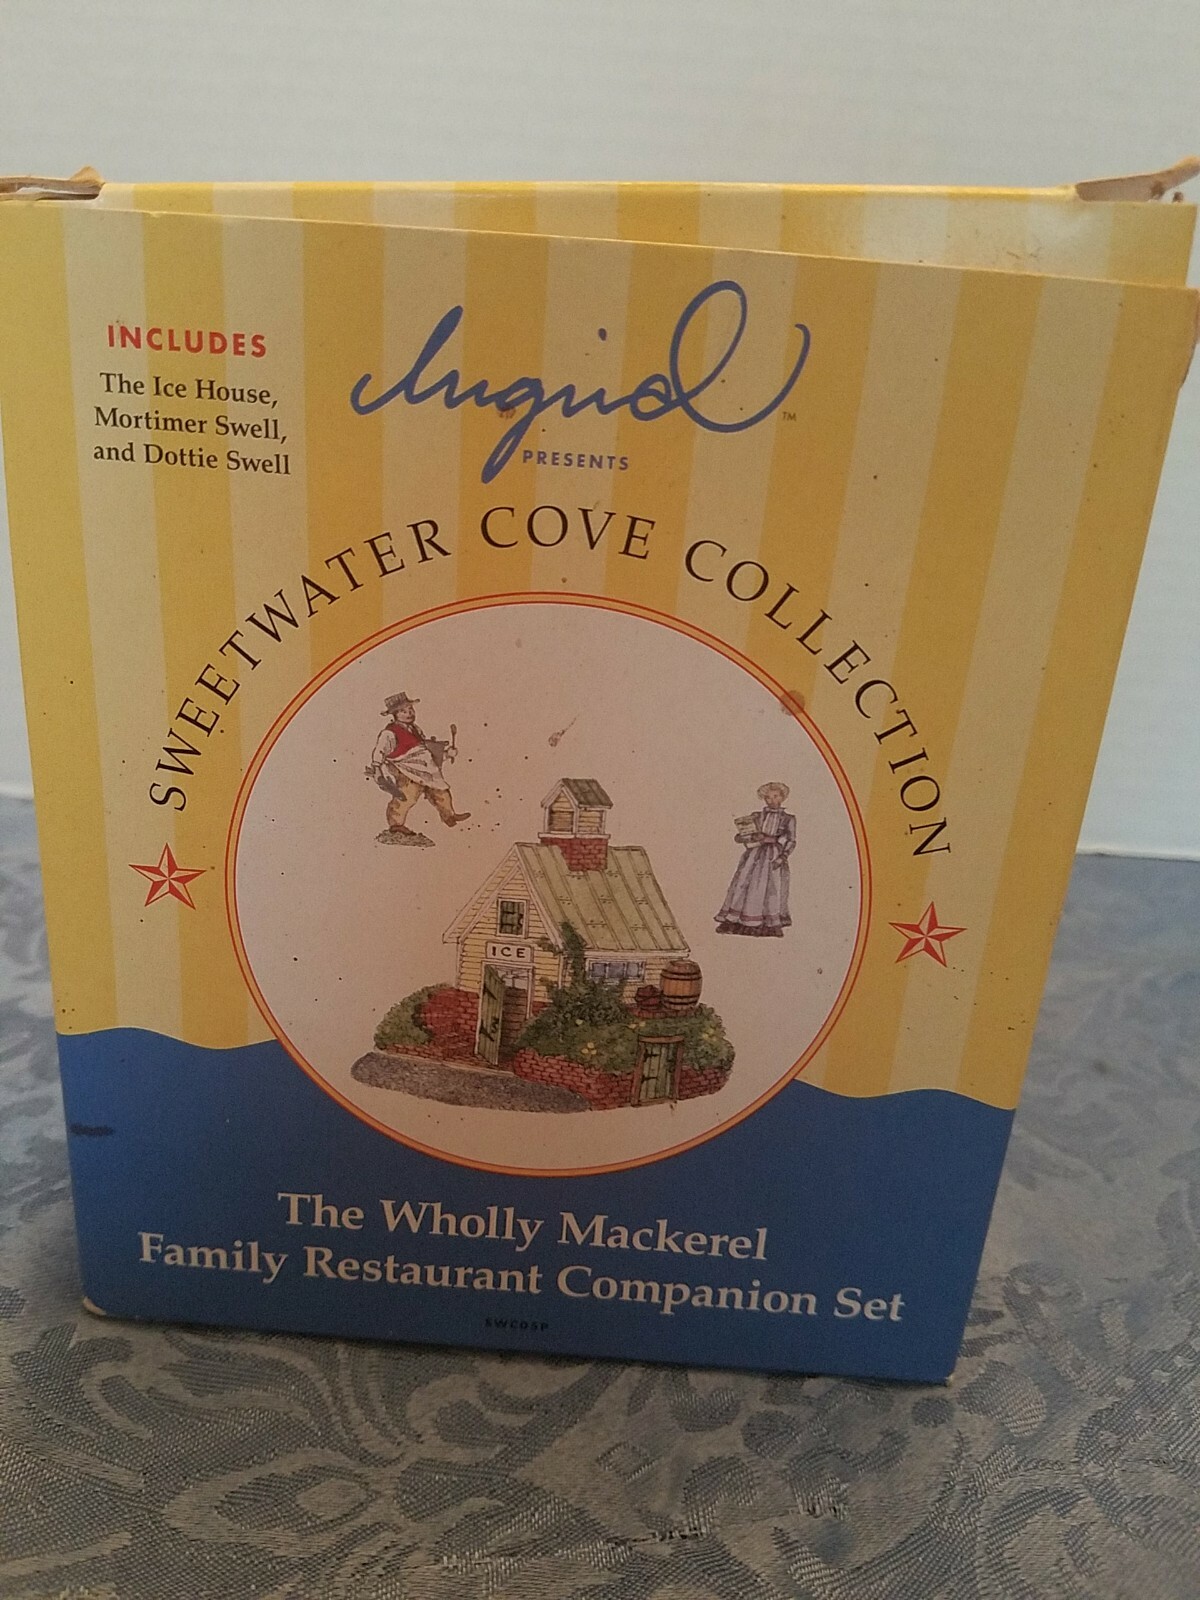 INCLUDES
The Ice House,
Mortimer Swell,
and Dottie Swell
Ingrid™
PRESENTS
SWEETWATER COVE COLLECTION
ICE
The Wholly Mackerel
Family Restaurant Companion Set
SWC05P